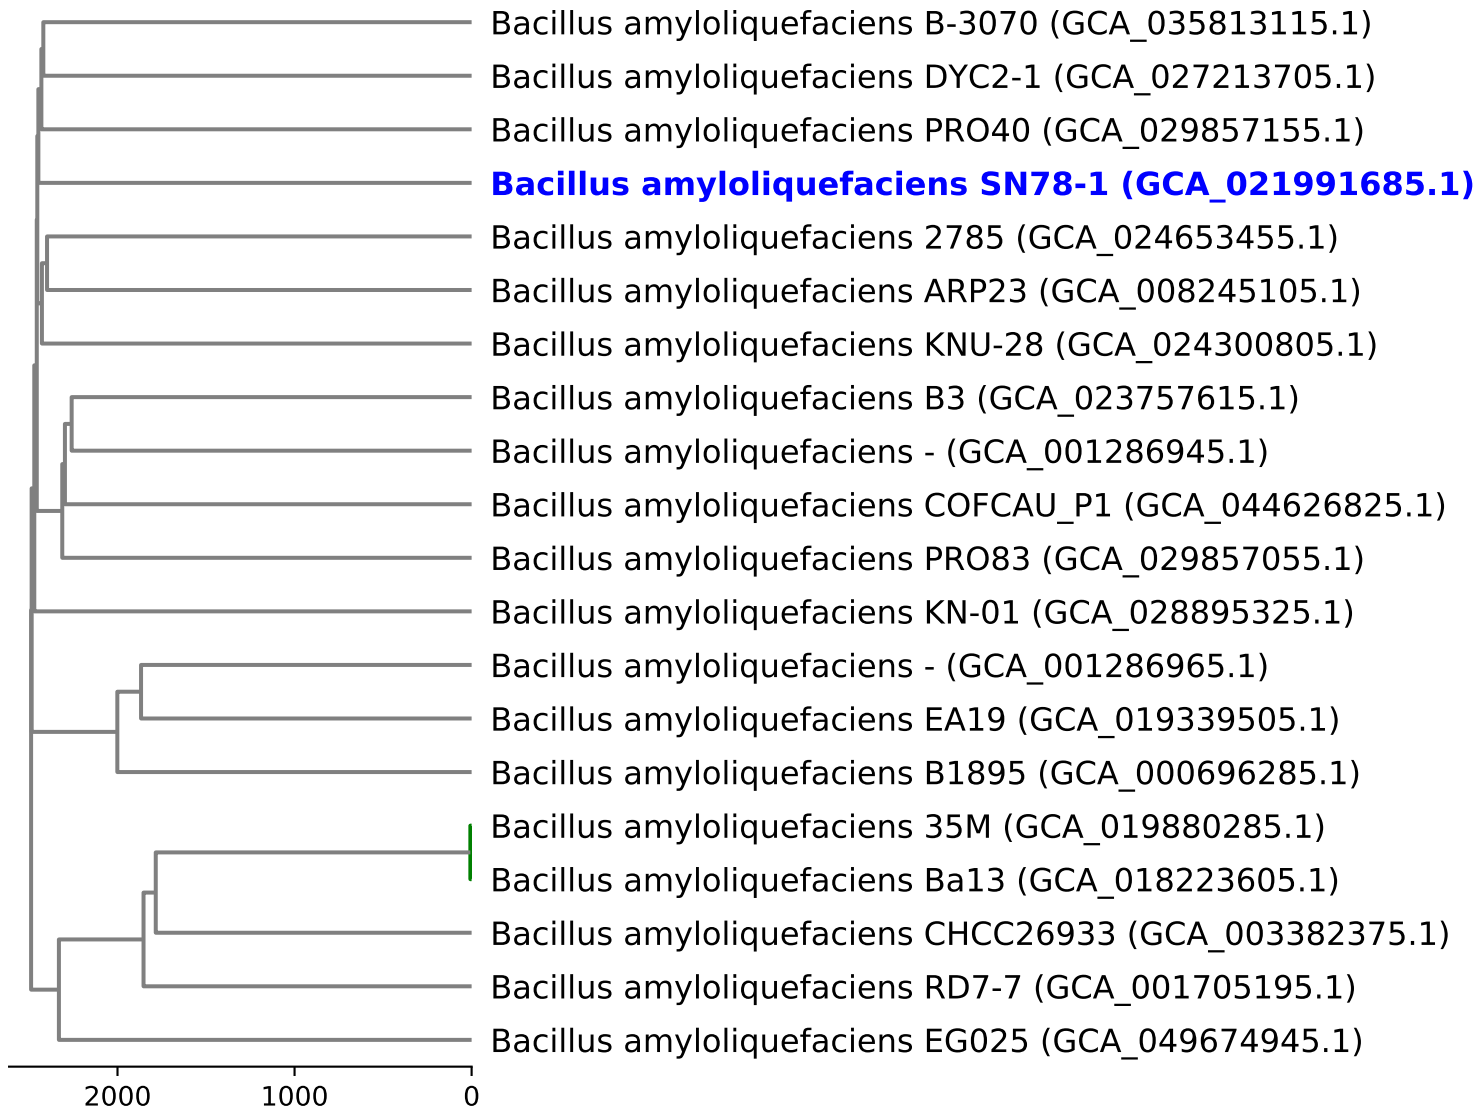 Bacillus amyloliquefaciens B-3070 (GCA_035813115.1)
Bacillus amyloliquefaciens DYC2-1 (GCA_027213705.1)
Bacillus amyloliquefaciens PRO40 (GCA_029857155.1)
Bacillus amyloliquefaciens SN78-1 (GCA_021991685.1)
Bacillus amyloliquefaciens 2785 (GCA_024653455.1)
Bacillus amyloliquefaciens ARP23 (GCA_008245105.1)
Bacillus amyloliquefaciens KNU-28 (GCA_024300805.1)
Bacillus amyloliquefaciens B3 (GCA_023757615.1)
Bacillus amyloliquefaciens - (GCA_001286945.1)
Bacillus amyloliquefaciens COFCAU_P1 (GCA_044626825.1)
Bacillus amyloliquefaciens PRO83 (GCA_029857055.1)
Bacillus amyloliquefaciens KN-01 (GCA_028895325.1)
Bacillus amyloliquefaciens - (GCA_001286965.1)
Bacillus amyloliquefaciens EA19 (GCA_019339505.1)
Bacillus amyloliquefaciens B1895 (GCA_000696285.1)
Bacillus amyloliquefaciens 35M (GCA_019880285.1)
Bacillus amyloliquefaciens Ba13 (GCA_018223605.1)
Bacillus amyloliquefaciens CHCC26933 (GCA_003382375.1)
Bacillus amyloliquefaciens RD7-7 (GCA_001705195.1)
Bacillus amyloliquefaciens EG025 (GCA_049674945.1)
2000 1000 0